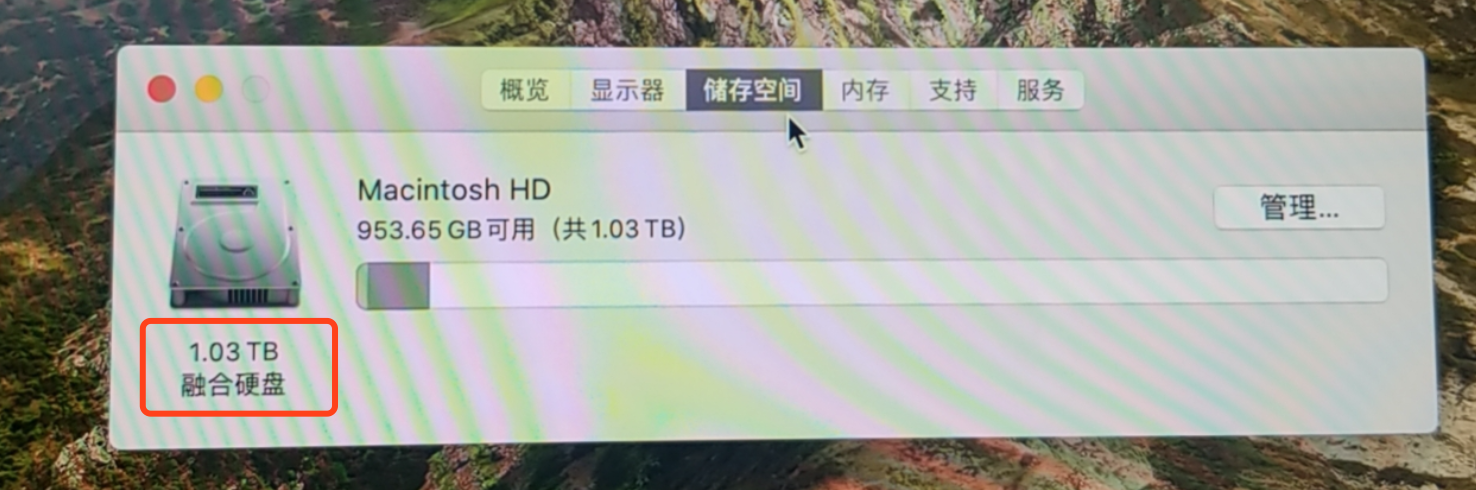 概览 显示器 储存空间 内存 支持 服务
Macintosh HD
953.65 GB 可用（共 1.03 TB）
管理...
1.03 TB
融合硬盘